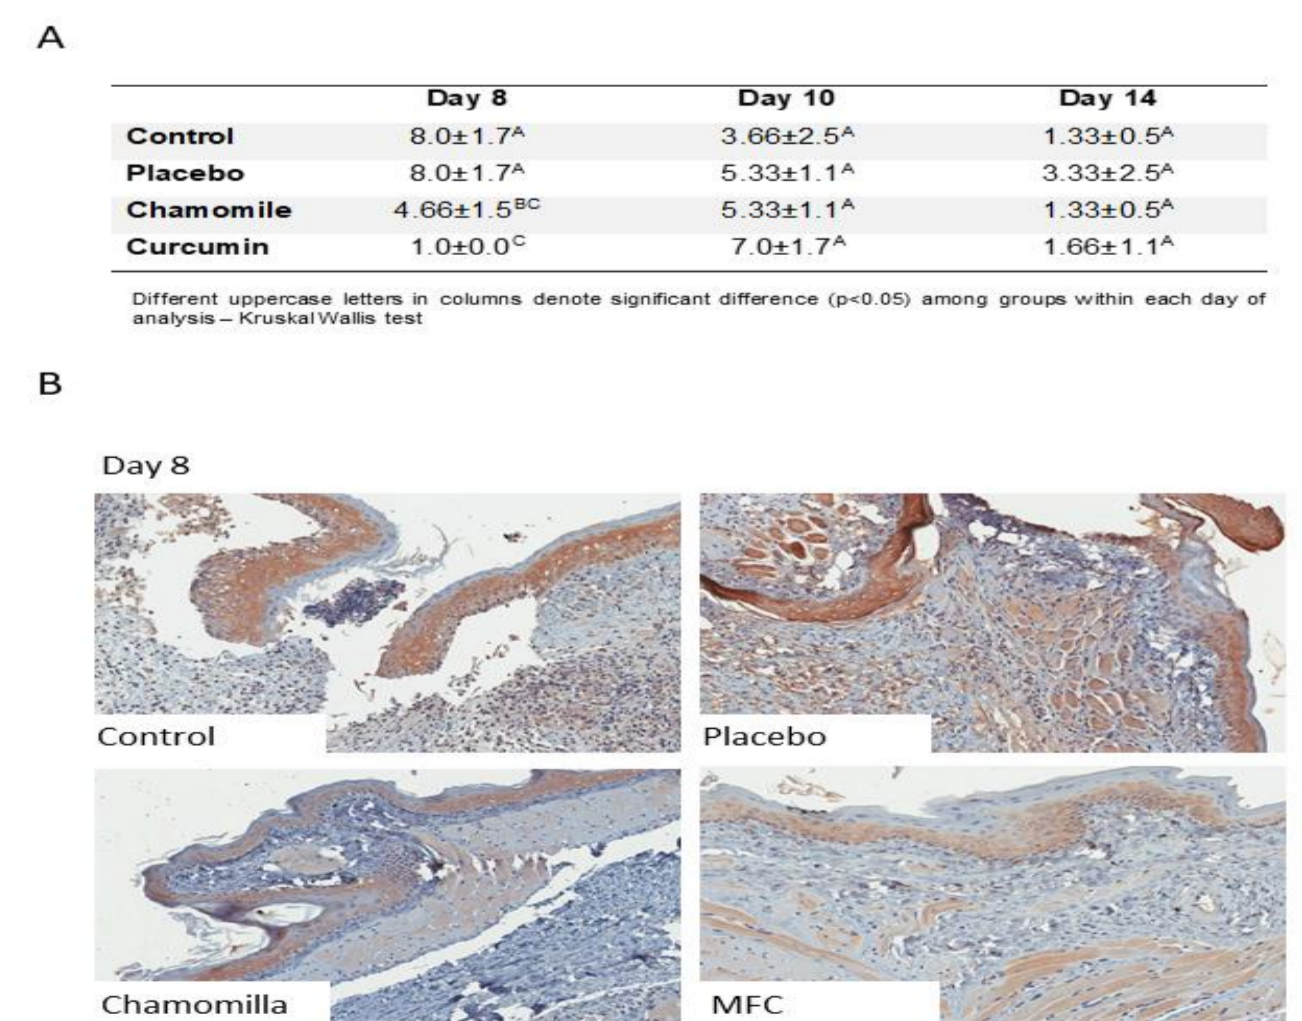 A
Day 8 Day 10 Day 14
Control 8.0±1.7ᴬ 3.66±2.5ᴬ 1.33±0.5ᴬ
Placebo 8.0±1.7ᴬ 5.33±1.1ᴬ 3.33±2.5ᴬ
Chamomile 4.66±1.5ᴮꟲ 5.33±1.1ᴬ 1.33±0.5ᴬ
Curcumin 1.0±0.0ꟲ 7.0±1.7ᴬ 1.66±1.1ᴬ
Different uppercase letters in columns denote significant difference (p<0.05) among groups within each day of
analysis – Kruskal Wallis test
B
Day 8
Control
Placebo
Chamomilla
MFC